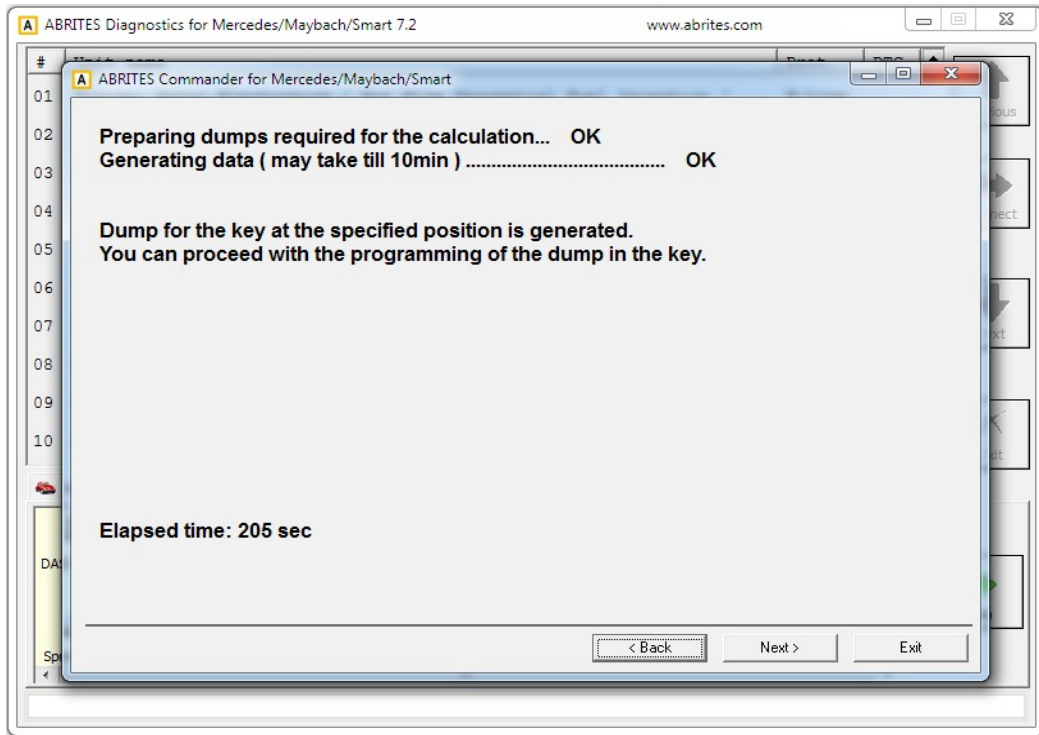 A ABRITES Diagnostics for Mercedes/Maybach/Smart 7.2 www.abrites.com
#
A ABRITES Commander for Mercedes/Maybach/Smart
01
02
03
04
05
06
07
08
09
10
Preparing dumps required for the calculation... OK
Generating data ( may take till 10min ) ...................................... OK
Dump for the key at the specified position is generated.
You can proceed with the programming of the dump in the key.
Elapsed time: 205 sec
< Back Next > Exit